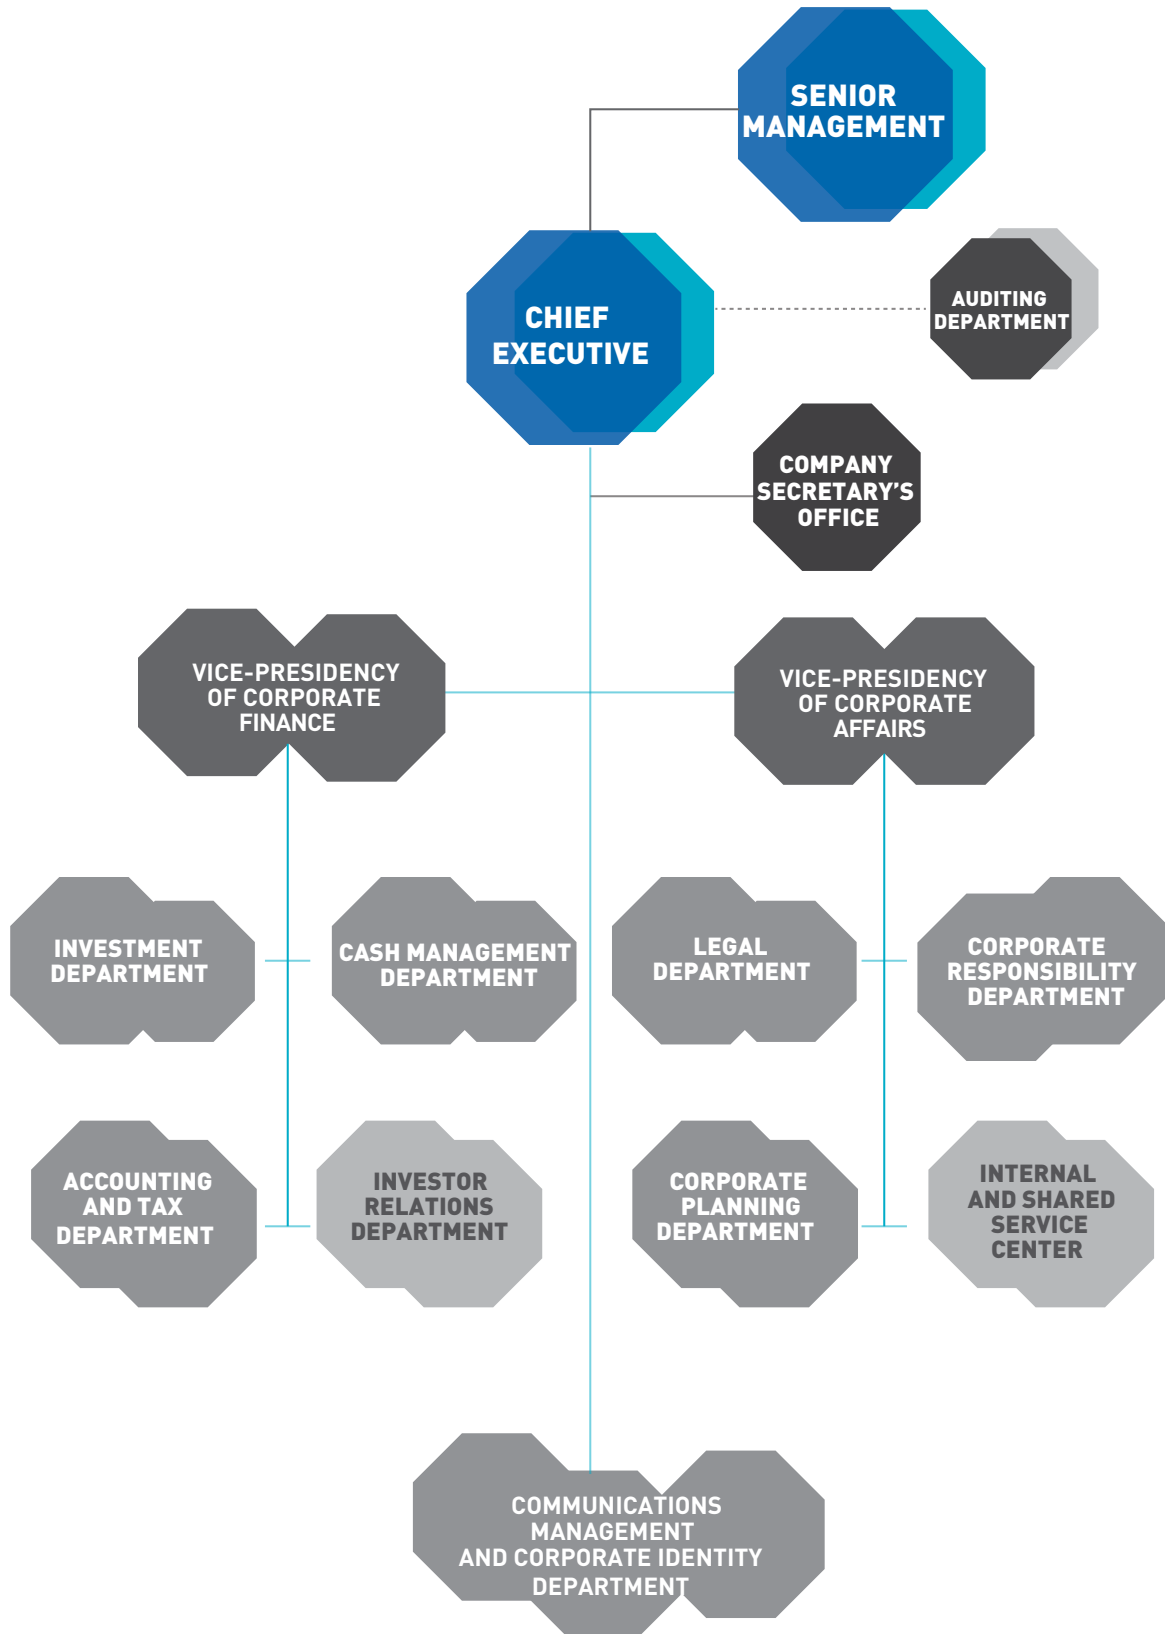 SENIOR
MANAGEMENT
CHIEF
EXECUTIVE
AUDITING
DEPARTMENT
COMPANY
SECRETARY'S
OFFICE
VICE-PRESIDENCY
OF CORPORATE
FINANCE
VICE-PRESIDENCY
OF CORPORATE
AFFAIRS
INVESTMENT
DEPARTMENT
CASH MANAGEMENT
DEPARTMENT
LEGAL
DEPARTMENT
CORPORATE
RESPONSIBILITY
DEPARTMENT
ACCOUNTING
AND TAX
DEPARTMENT
INVESTOR
RELATIONS
DEPARTMENT
CORPORATE
PLANNING
DEPARTMENT
INTERNAL
AND SHARED
SERVICE
CENTER
COMMUNICATIONS
MANAGEMENT
AND CORPORATE IDENTITY
DEPARTMENT